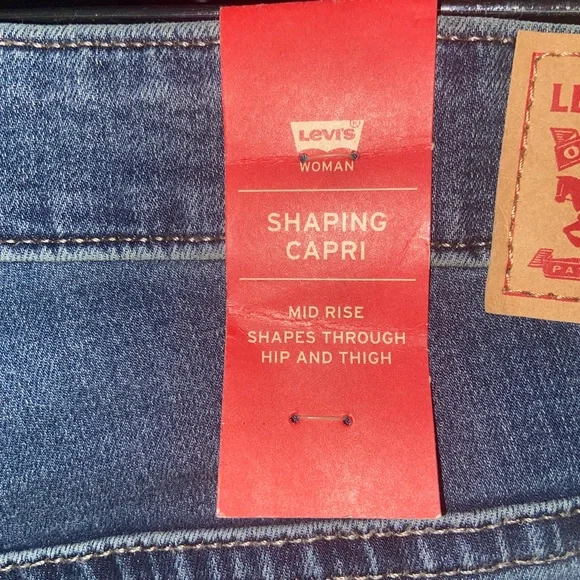 Levi's
WOMAN
SHAPING
CAPRI
MID RISE
SHAPES THROUGH
HIP AND THIGH